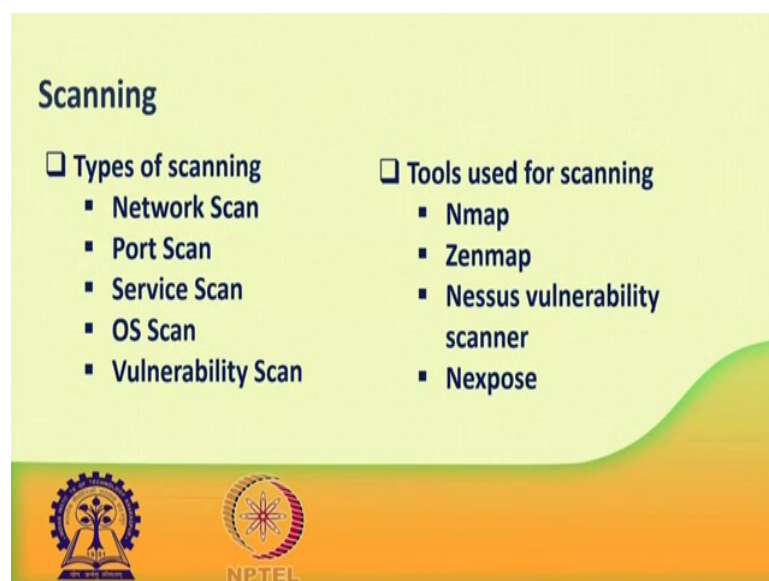 Scanning
❑ Types of scanning
▪ Network Scan
▪ Port Scan
▪ Service Scan
▪ OS Scan
▪ Vulnerability Scan
❑ Tools used for scanning
▪ Nmap
▪ Zenmap
▪ Nessus vulnerability
scanner
▪ Nexpose
1951
NPTEL